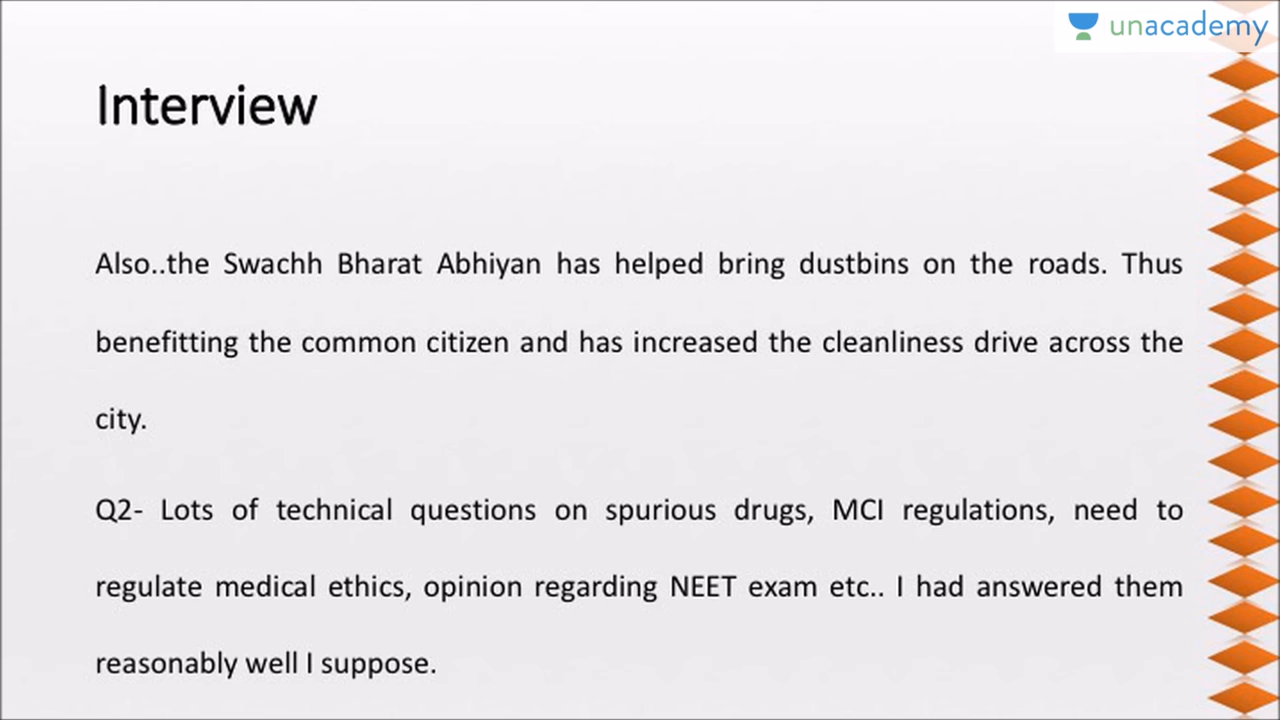 unacademy
Interview
Also..the Swachh Bharat Abhiyan has helped bring dustbins on the roads. Thus
benefitting the common citizen and has increased the cleanliness drive across the
city.
Q2- Lots of technical questions on spurious drugs, MCI regulations, need to
regulate medical ethics, opinion regarding NEET exam etc.. I had answered them
reasonably well I suppose.